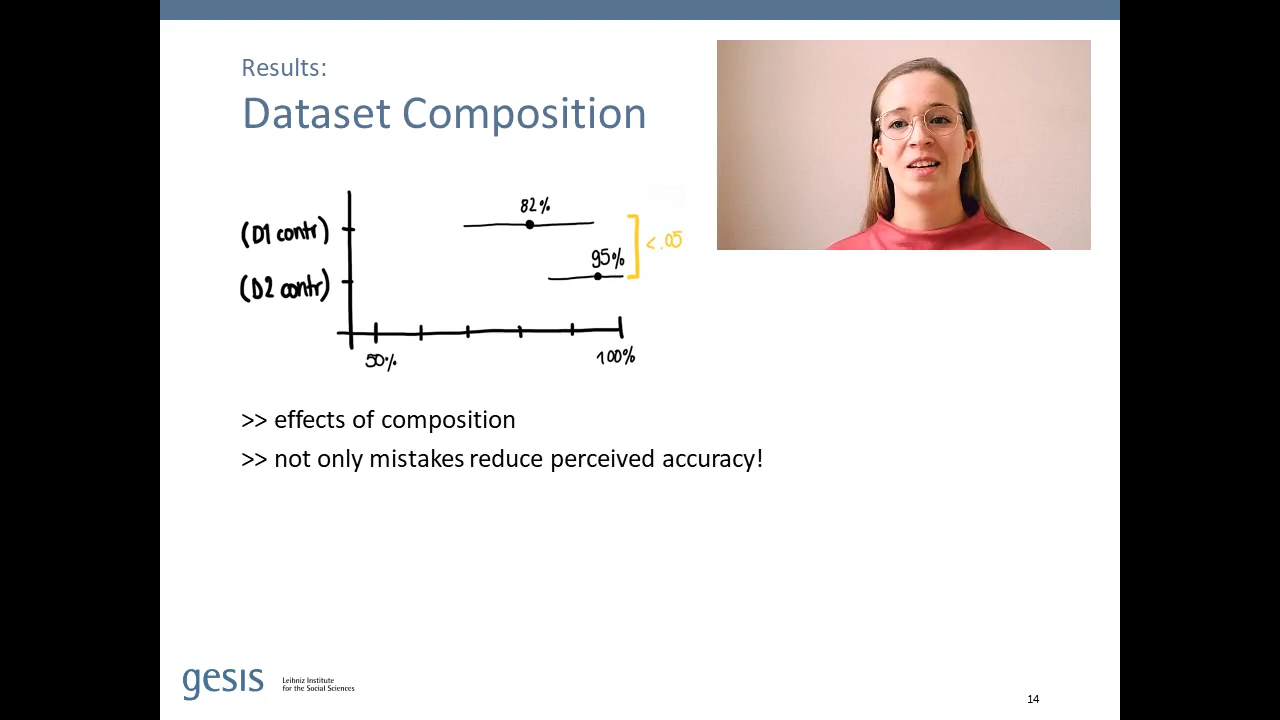 Results:
Dataset Composition
82%
(D1 contr)
< .05
95%
(D2 contr)
50%
100%
>> effects of composition
>> not only mistakes reduce perceived accuracy!
gesis
Leibniz Institute
for the Social Sciences
14